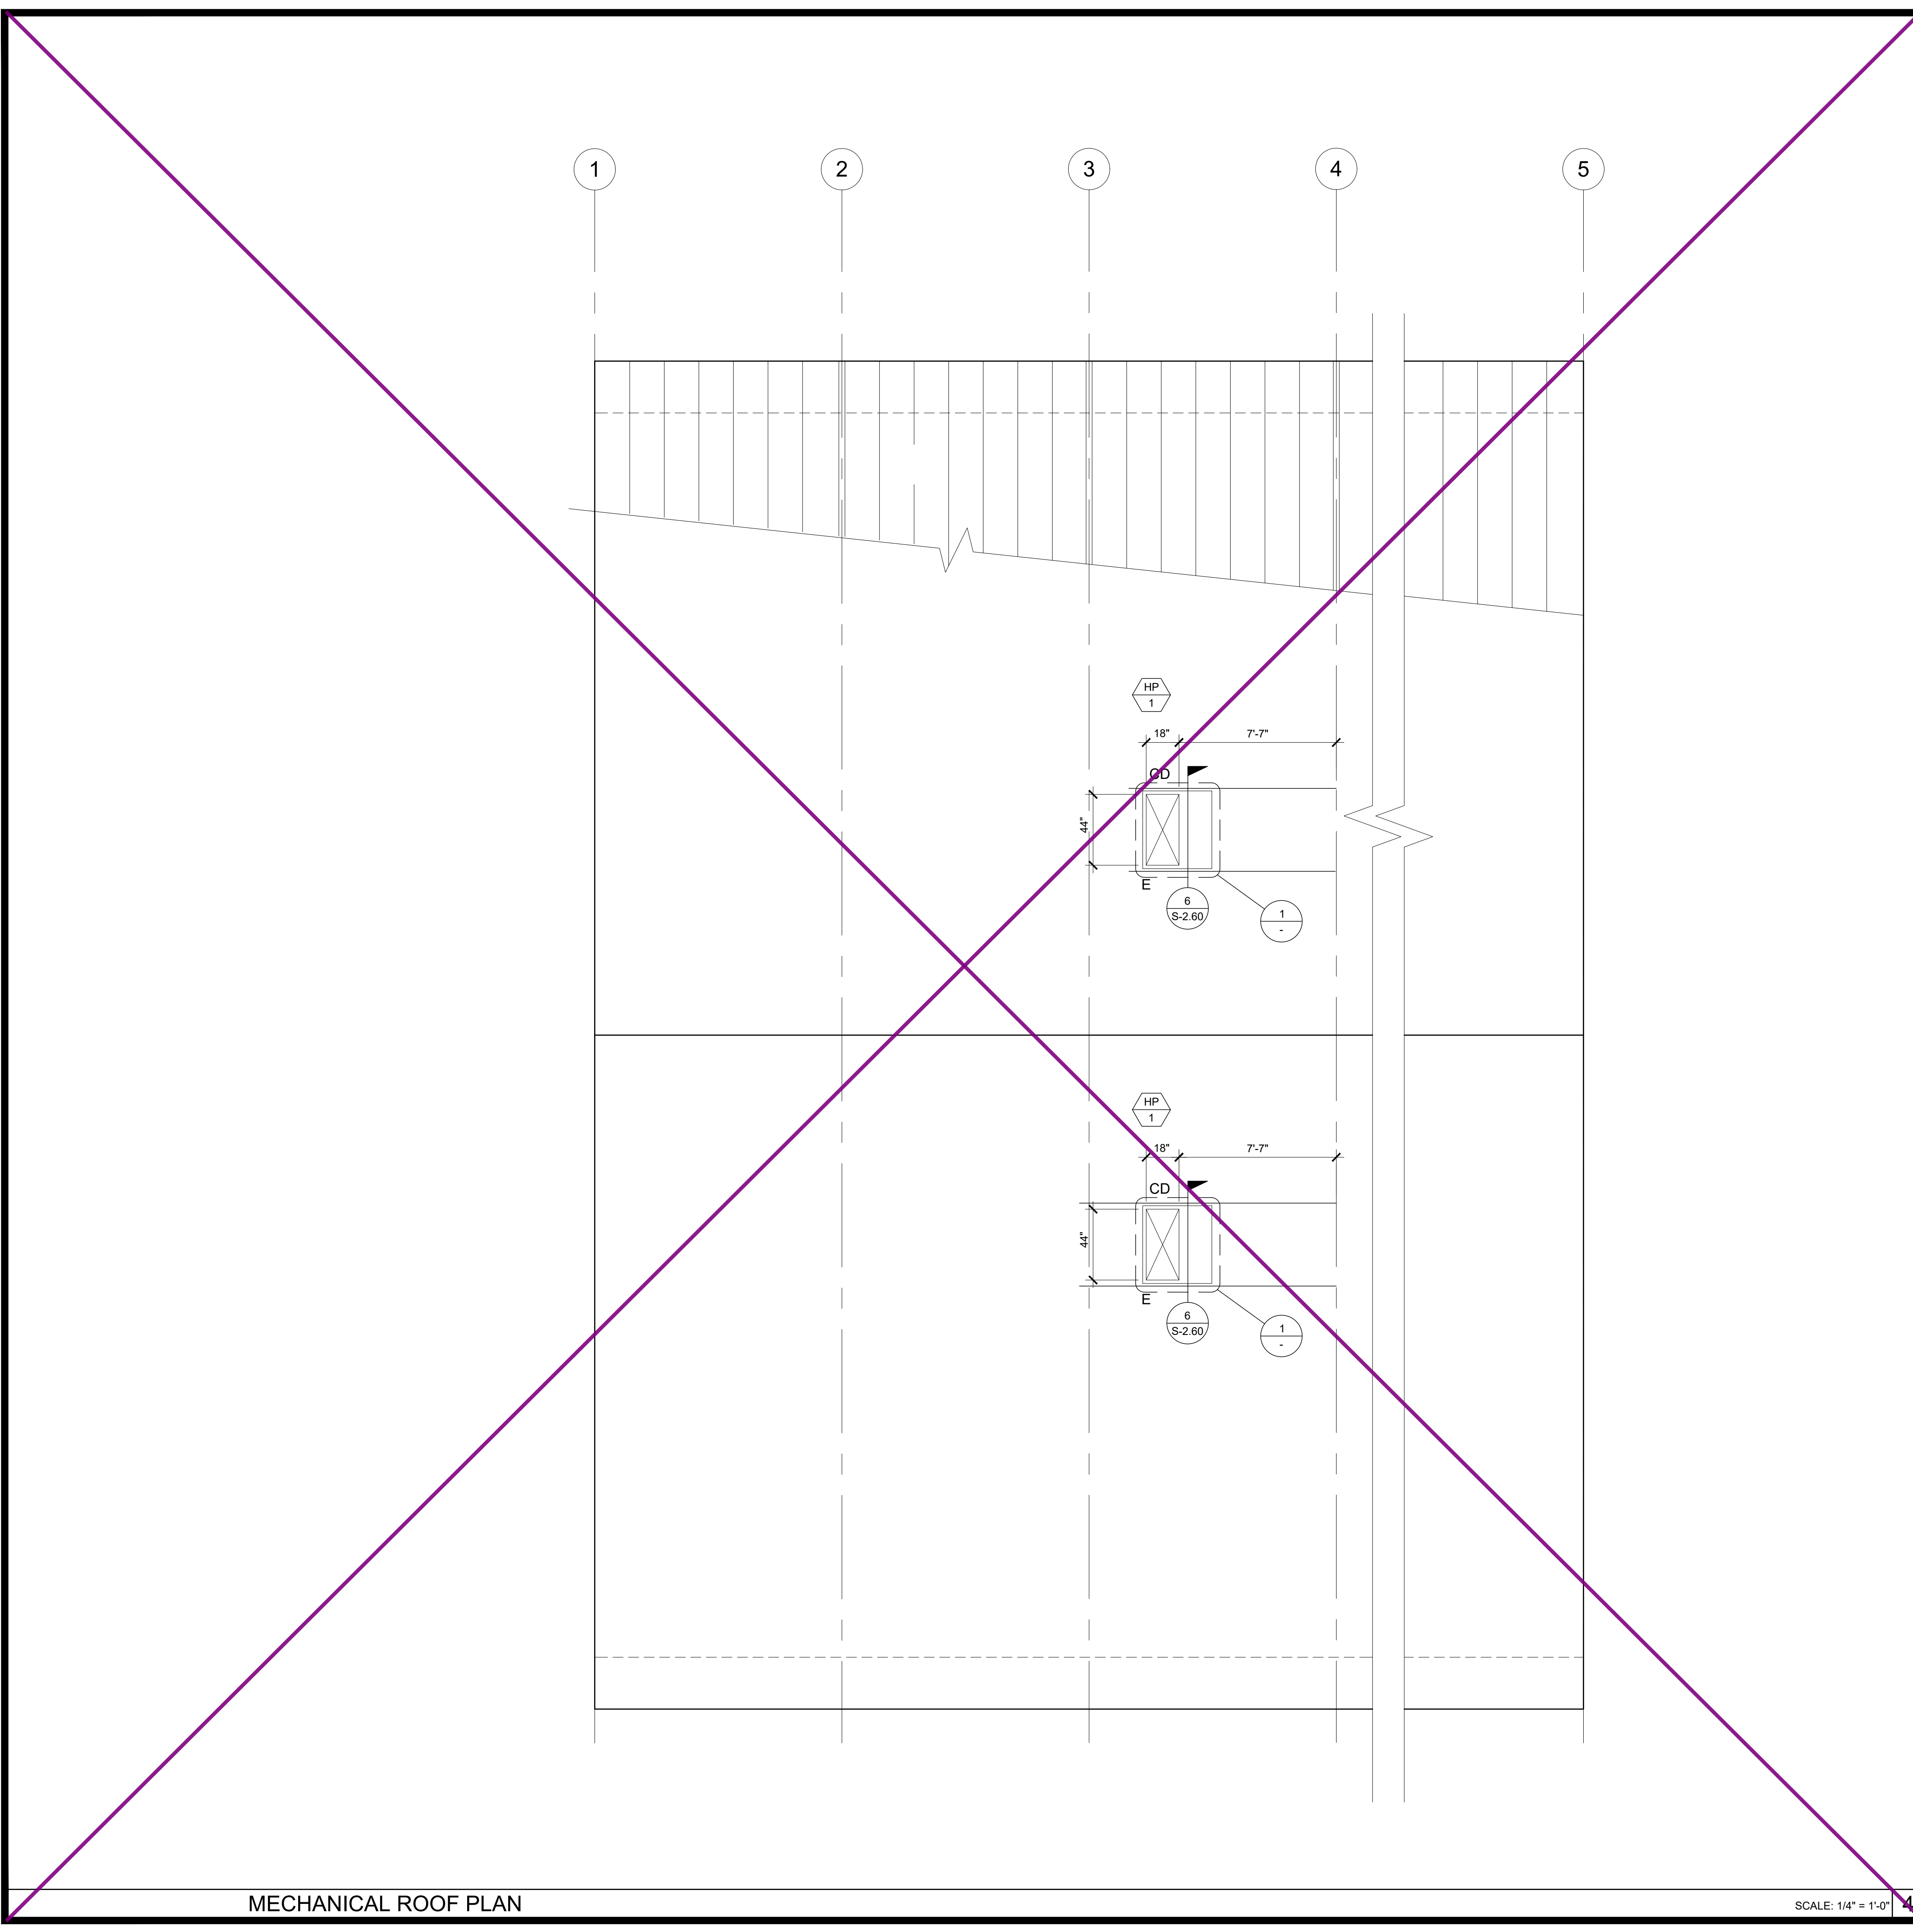 1 2 3 4 5
HP
1
18" 7'-7"
CD
44"
E
6
S-2.60
1
-
HP
1
18" 7'-7"
CD
44"
E
6
S-2.60
1
-
MECHANICAL ROOF PLAN
SCALE: 1/4" = 1'-0" 4